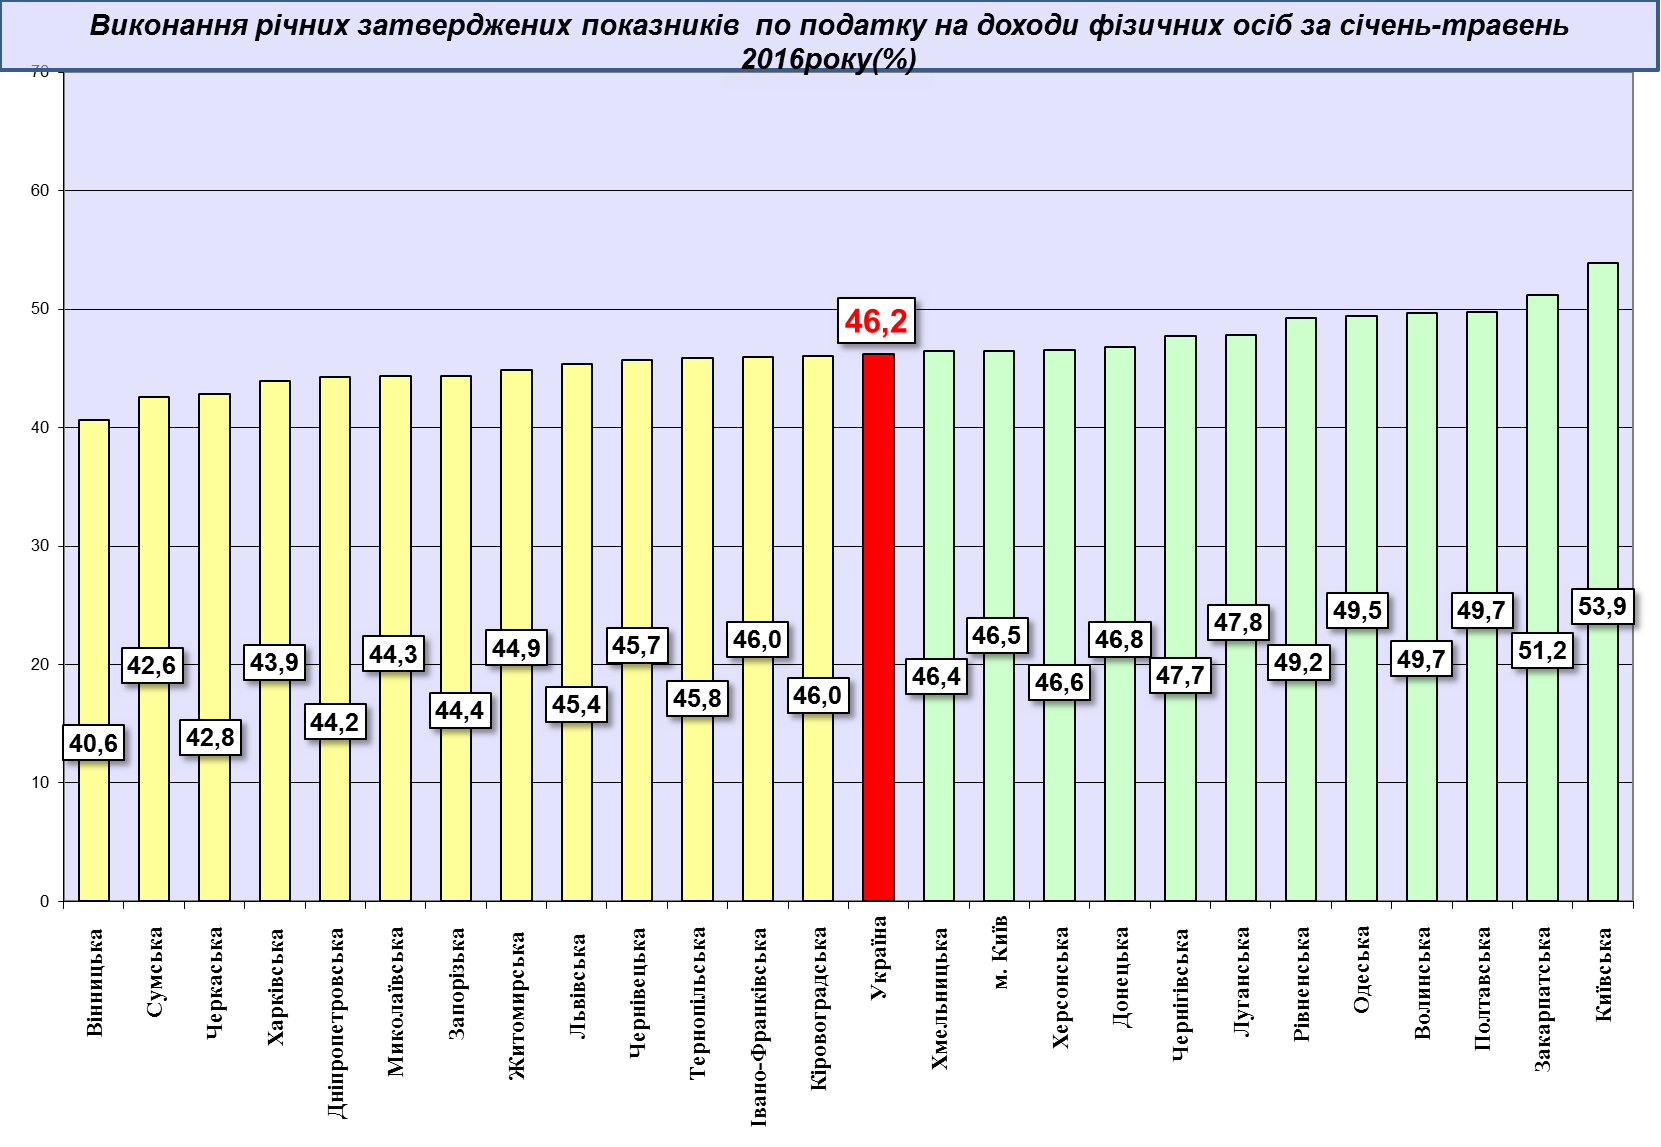 Виконання річних затверджених показників по податку на доходи фізичних осіб за січень-травень
2016року(%)
70
60
50
40
30
20
10
0
40,6
42,6
42,8
43,9
44,2
44,3
44,4
44,9
45,4
45,7
45,8
46,0
46,0
46,2
46,4
46,5
46,6
46,8
47,7
47,8
49,2
49,5
49,7
49,7
51,2
53,9
Вінницька
Сумська
Черкаська
Харківська
Дніпропетровська
Миколаївська
Запорізька
Житомирська
Львівська
Чернівецька
Тернопільська
Івано-Франківська
Кіровоградська
Україна
Хмельницька
м. Київ
Херсонська
Донецька
Чернігівська
Луганська
Рівненська
Одеська
Волинська
Полтавська
Закарпатська
Київська